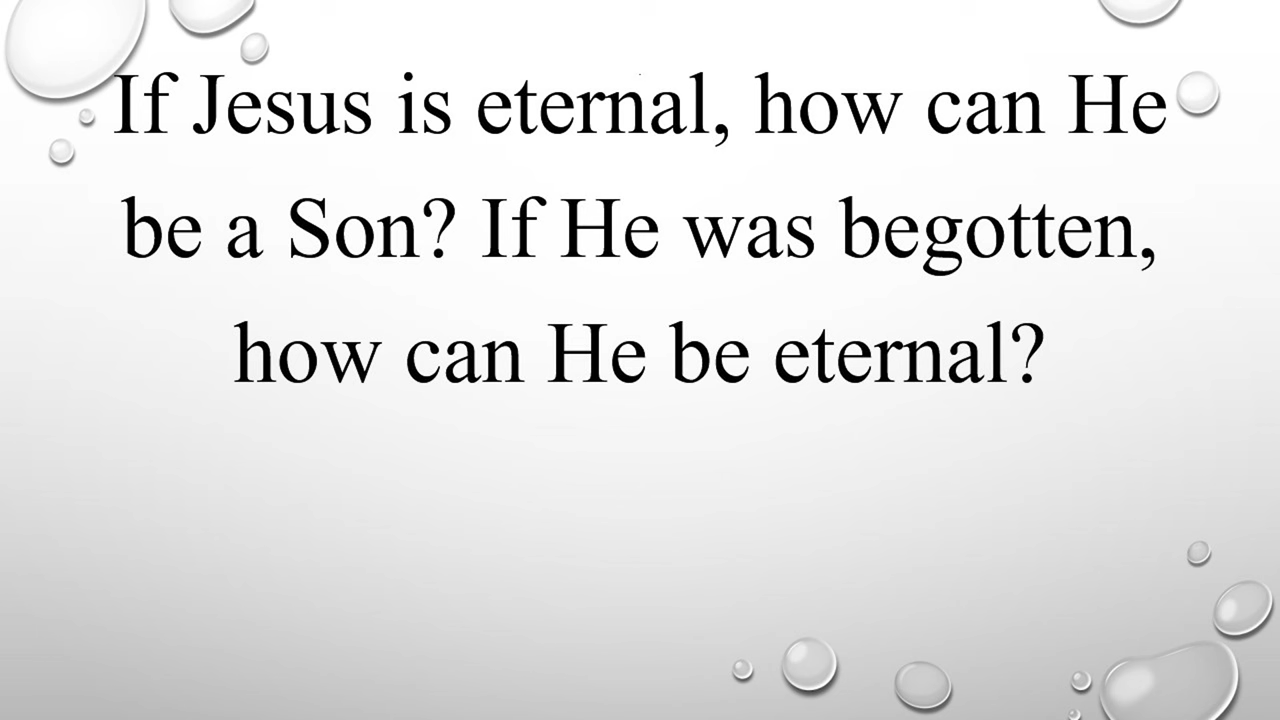 If Jesus is eternal, how can He
be a Son? If He was begotten,
how can He be eternal?